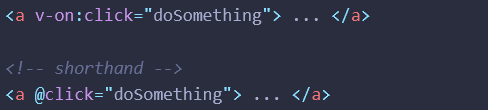 <a v-on:click="doSomething"> ... </a>
<!-- shorthand -->
<a @click="doSomething"> ... </a>